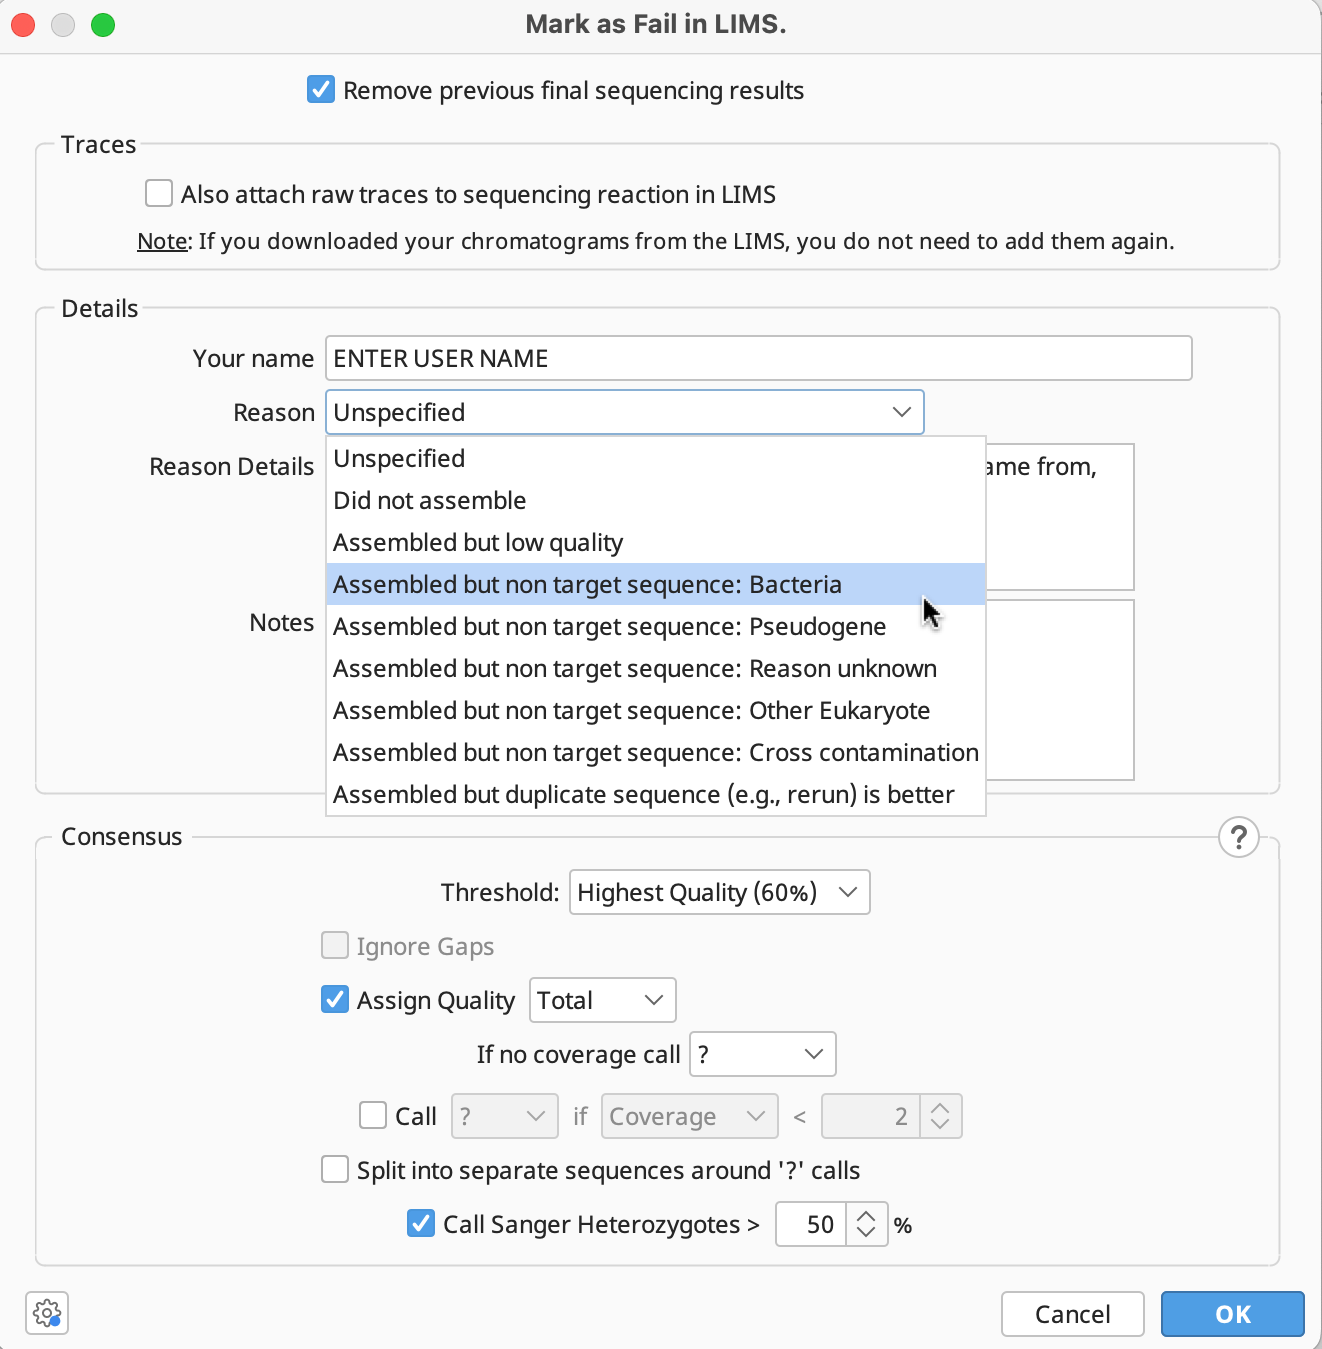 Mark as Fail in LIMS.
Remove previous final sequencing results
Traces
Also attach raw traces to sequencing reaction in LIMS
Note: If you downloaded your chromatograms from the LIMS, you do not need to add them again.
Details
Your name ENTER USER NAME
Reason Unspecified
Reason Details
Unspecified
ame from,
Did not assemble
Assembled but low quality
Assembled but non target sequence: Bacteria
Notes
Assembled but non target sequence: Pseudogene
Assembled but non target sequence: Reason unknown
Assembled but non target sequence: Other Eukaryote
Assembled but non target sequence: Cross contamination
Assembled but duplicate sequence (e.g., rerun) is better
Consensus ?
Threshold: Highest Quality (60%)
Ignore Gaps
Assign Quality Total
If no coverage call ?
Call ? if Coverage < 2
Split into separate sequences around '?' calls
Call Sanger Heterozygotes > 50 %
Cancel OK